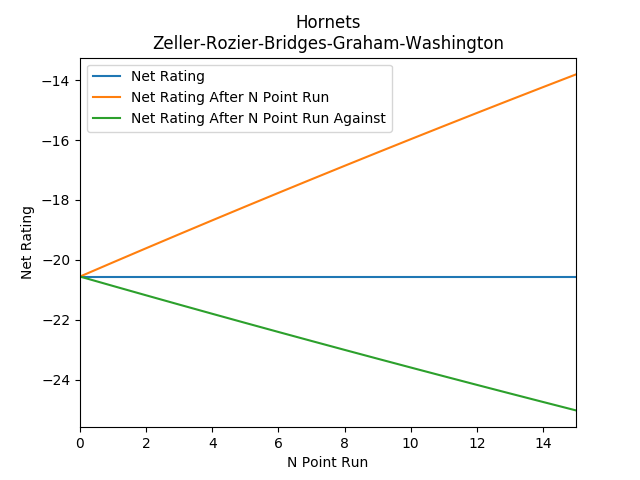 Hornets
Zeller-Rozier-Bridges-Graham-Washington
Net Rating
Net Rating After N Point Run
Net Rating After N Point Run Against
−14
−16
−18
−20
−22
−24
Net Rating
0 2 4 6 8 10 12 14
N Point Run